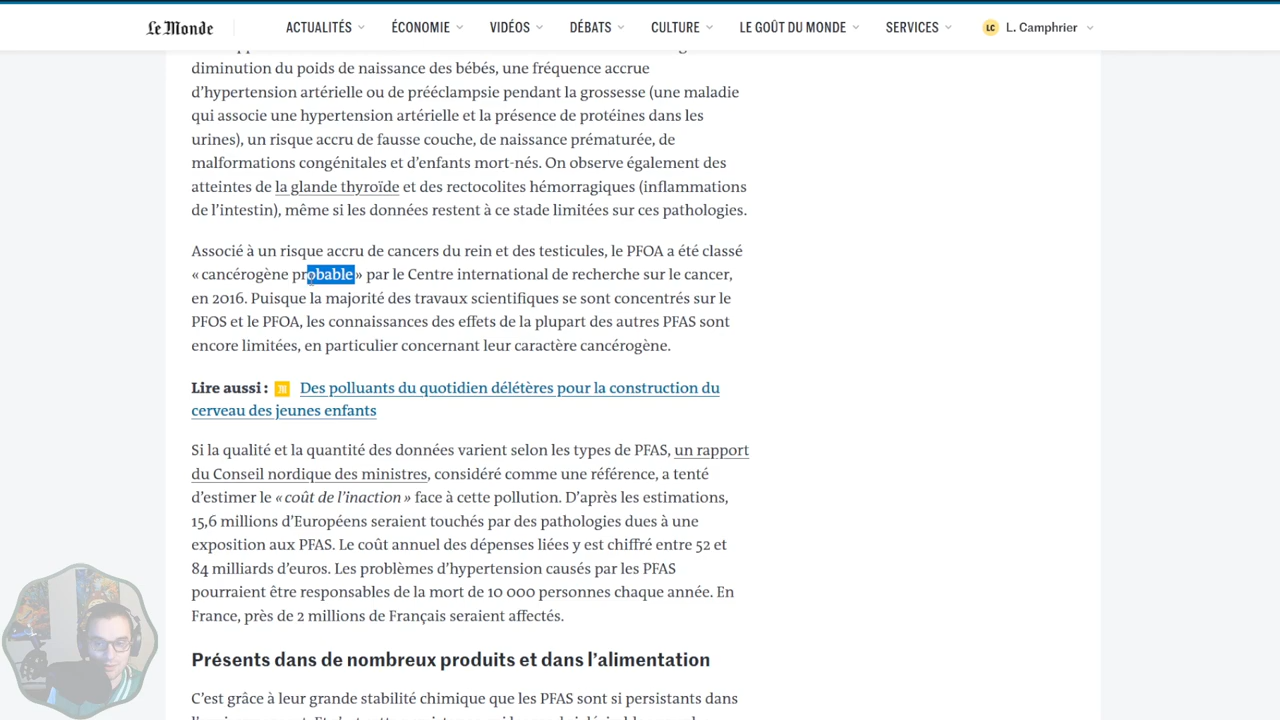 Le Monde
ACTUALITÉS
ÉCONOMIE
VIDÉOS
DÉBATS
CULTURE
LE GOÛT DU MONDE
SERVICES
LC
L. Camphrier
diminution du poids de naissance des bébés, une fréquence accrue
d’hypertension artérielle ou de prééclampsie pendant la grossesse (une maladie
qui associe une hypertension artérielle et la présence de protéines dans les
urines), un risque accru de fausse couche, de naissance prématurée, de
malformations congénitales et d’enfants mort-nés. On observe également des
atteintes de la glande thyroïde et des rectocolites hémorragiques (inflammations
de l’intestin), même si les données restent à ce stade limitées sur ces pathologies.
Associé à un risque accru de cancers du rein et des testicules, le PFOA a été classé
« cancérogène probable » par le Centre international de recherche sur le cancer,
en 2016. Puisque la majorité des travaux scientifiques se sont concentrés sur le
PFOS et le PFOA, les connaissances des effets de la plupart des autres PFAS sont
encore limitées, en particulier concernant leur caractère cancérogène.
Lire aussi : Des polluants du quotidien délétères pour la construction du
cerveau des jeunes enfants
Si la qualité et la quantité des données varient selon les types de PFAS, un rapport
du Conseil nordique des ministres, considéré comme une référence, a tenté
d’estimer le « coût de l’inaction » face à cette pollution. D’après les estimations,
15,6 millions d’Européens seraient touchés par des pathologies dues à une
exposition aux PFAS. Le coût annuel des dépenses liées y est chiffré entre 52 et
84 milliards d’euros. Les problèmes d’hypertension causés par les PFAS
pourraient être responsables de la mort de 10 000 personnes chaque année. En
France, près de 2 millions de Français seraient affectés.
Présents dans de nombreux produits et dans l’alimentation
C’est grâce à leur grande stabilité chimique que les PFAS sont si persistants dans